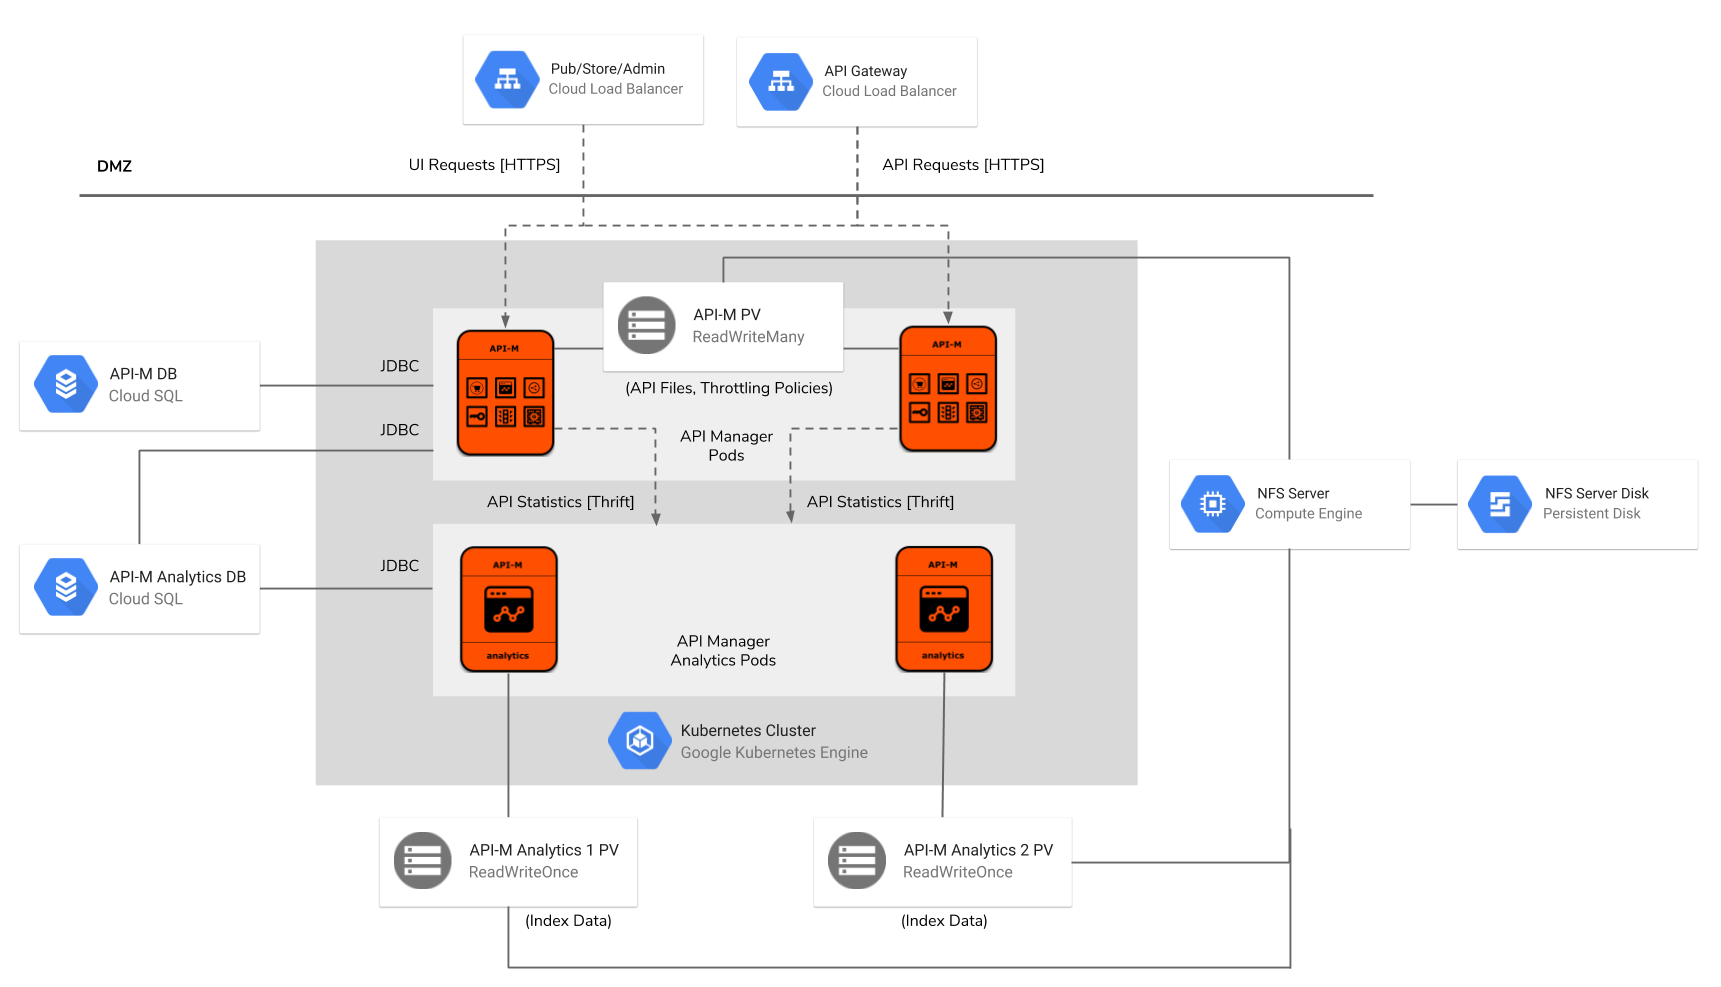 Pub/Store/Admin
Cloud Load Balancer
API Gateway
Cloud Load Balancer
DMZ
UI Requests [HTTPS]
API Requests [HTTPS]
API-M PV
ReadWriteMany
(API Files, Throttling Policies)
API-M
API-M
API-M DB
Cloud SQL
JDBC
JDBC
API Manager
Pods
API Statistics [Thrift]
API Statistics [Thrift]
NFS Server
Compute Engine
NFS Server Disk
Persistent Disk
API-M Analytics DB
Cloud SQL
JDBC
API-M
analytics
API-M
analytics
API Manager
Analytics Pods
Kubernetes Cluster
Google Kubernetes Engine
API-M Analytics 1 PV
ReadWriteOnce
(Index Data)
API-M Analytics 2 PV
ReadWriteOnce
(Index Data)